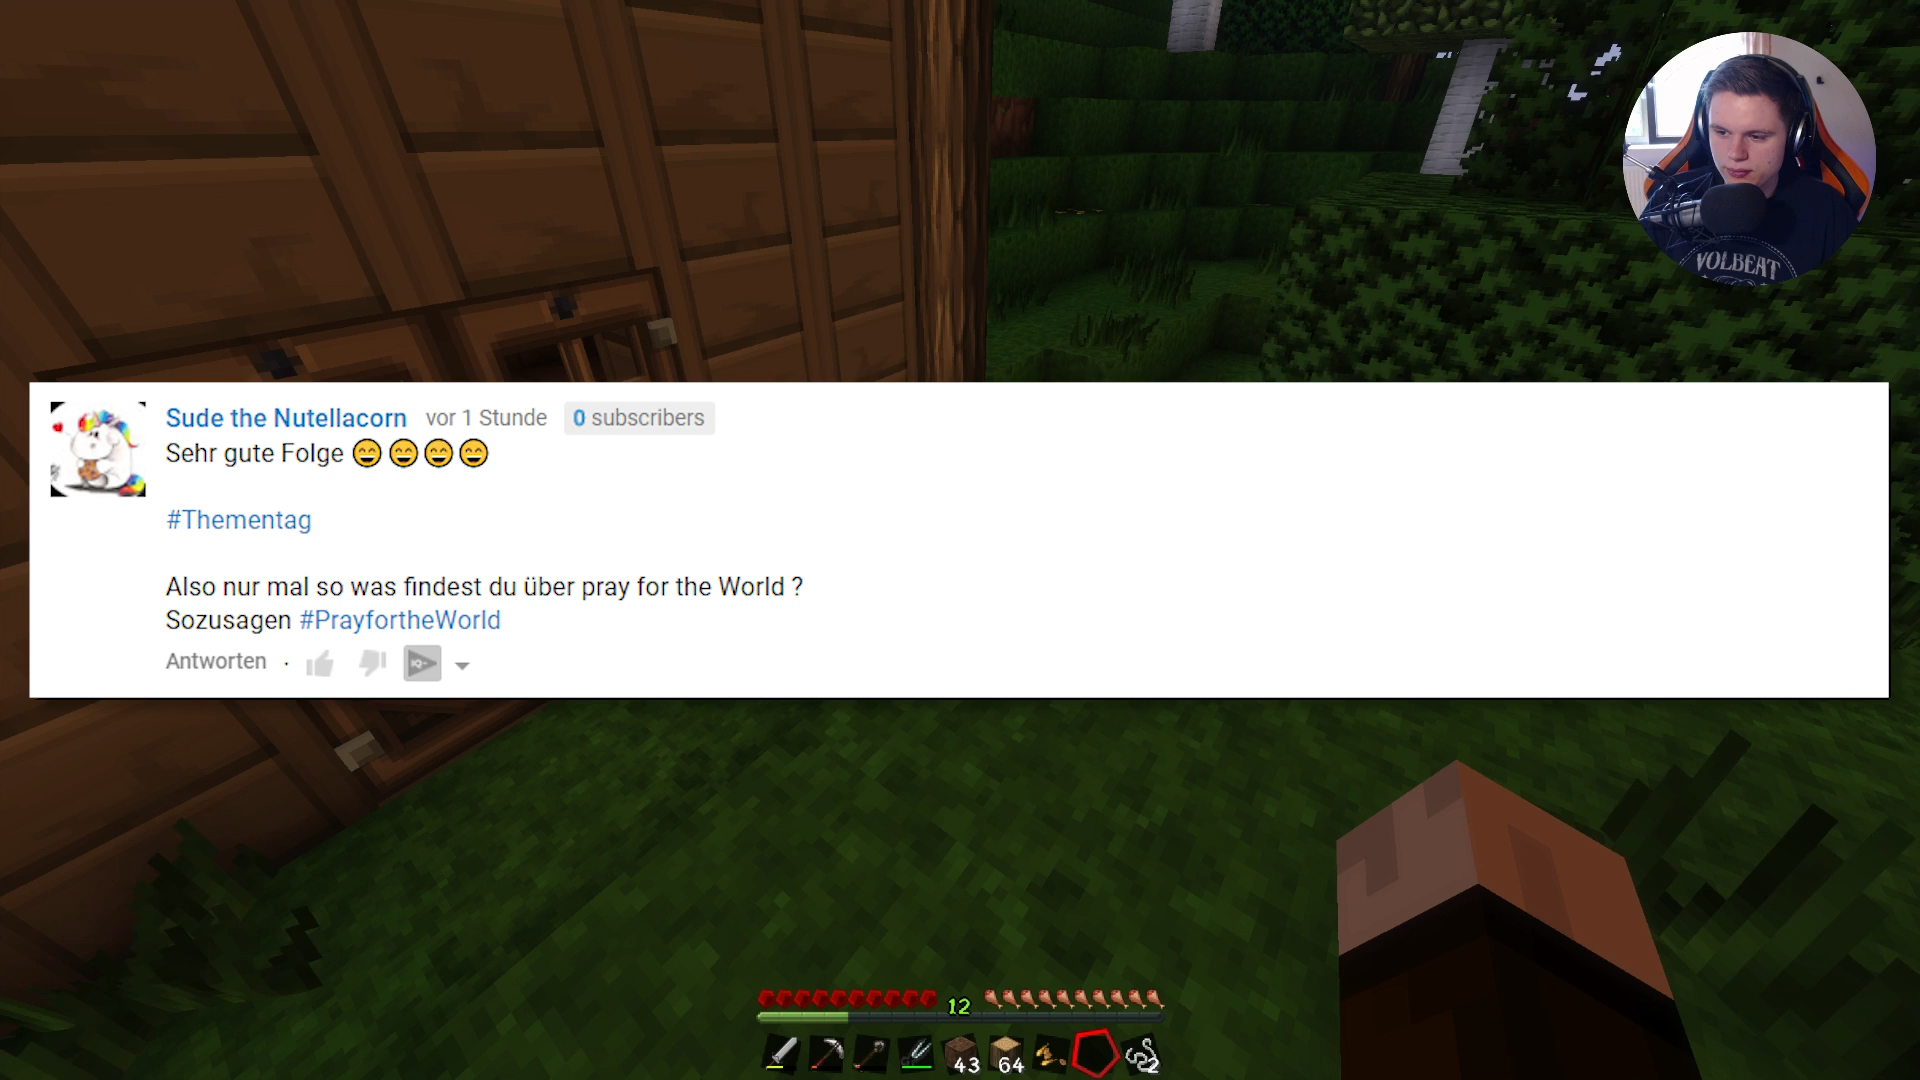 VOLBEAT
Sude the Nutellacorn vor 1 Stunde 0 subscribers
Sehr gute Folge 😄😄😄😄
#Thementag
Also nur mal so was findest du über pray for the World ?
Sozusagen #PrayfortheWorld
Antworten ·
12
43 64 2